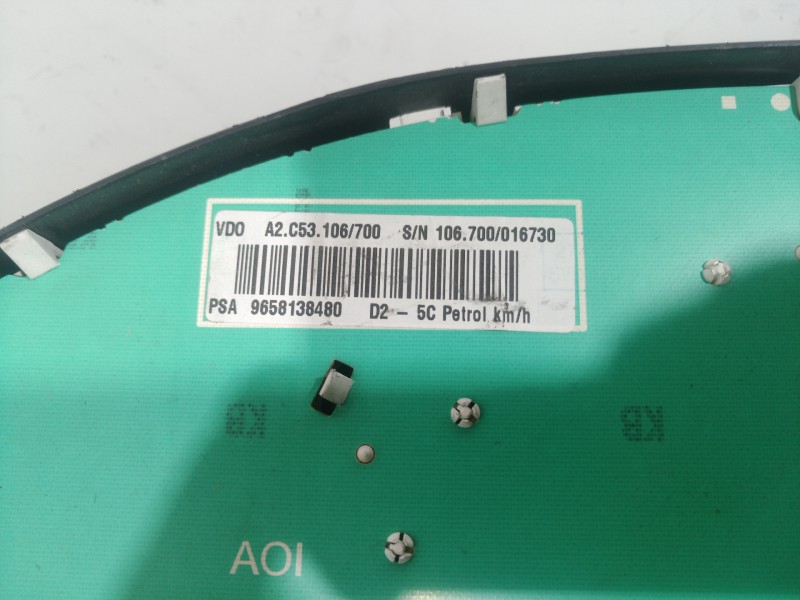 VDO A2.C53.106/700 S/N 106.700/016730
PSA 9658138480 D2 - 5C Petrol km/h
KB KB
AOI